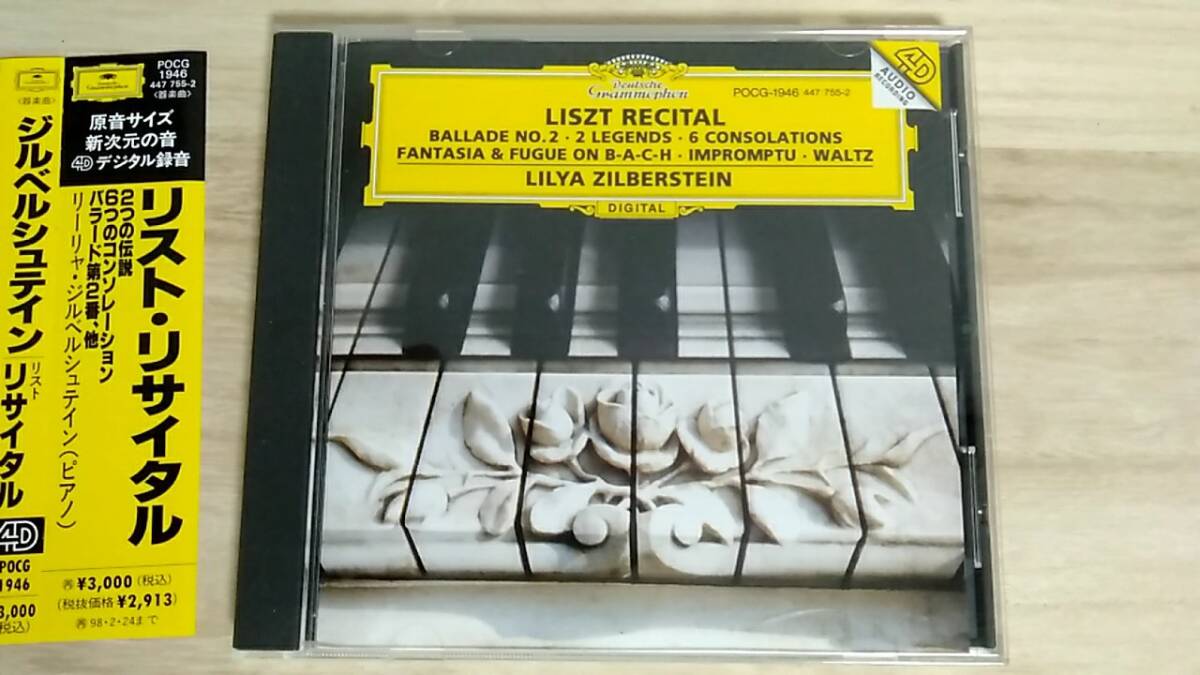 〈器楽曲〉
ジルベルシュテイン
リスト
リサイタル
4D
POCG
1946
3,000
税込)
Deutsche
Grammophon
POCG
1946
447 755-2
〈器楽曲〉
原音サイズ
新次元の音
4D デジタル録音
リスト・リサイタル
2つの伝説
6つのコンソレーション
バラード第2番、他
リーリャ・ジルベルシュテイン(ピアノ)
¥3,000 (税込)
(税抜価格 ¥2,913)
98・2・24まで
Deutsche
Grammophon
POCG-1946 447 755-2
4D
AUDIO
RECORDING
LISZT RECITAL
BALLADE NO. 2 · 2 LEGENDS · 6 CONSOLATIONS
FANTASIA & FUGUE ON B-A-C-H · IMPROMPTU · WALTZ
LILYA ZILBERSTEIN
DIGITAL